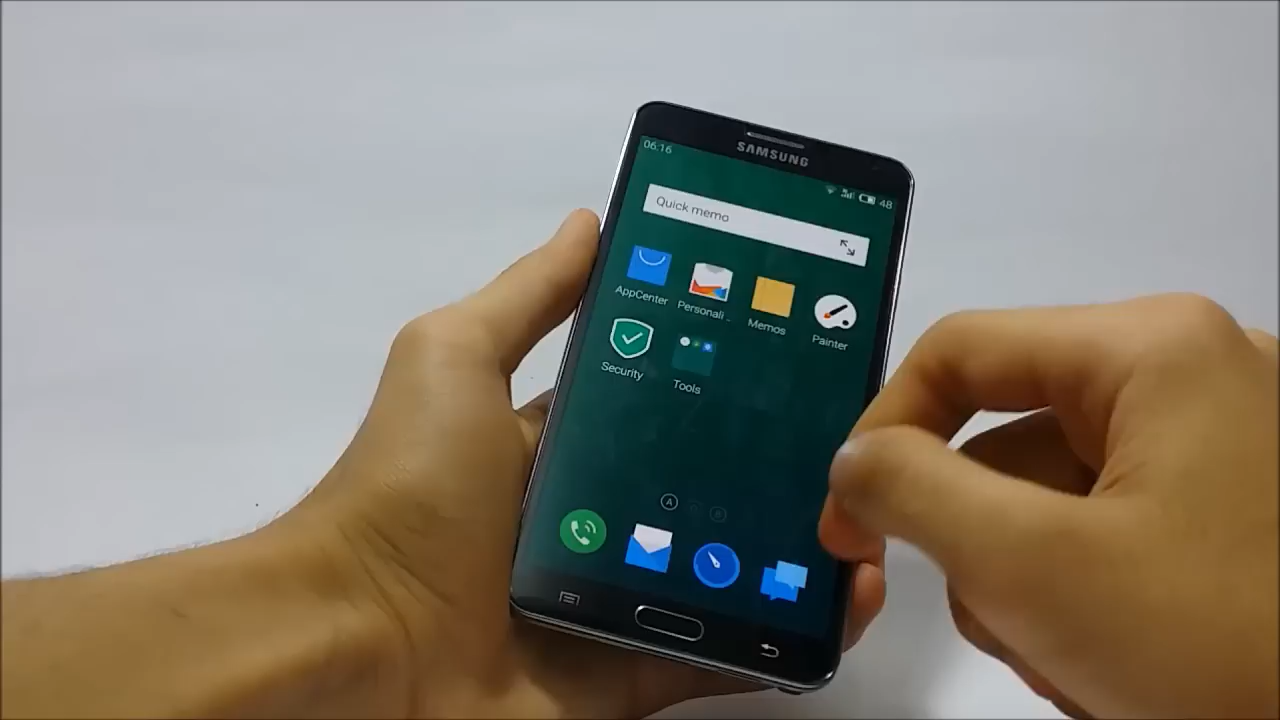 SAMSUNG
06:16
48
Quick memo
AppCenter
Personali
Memos
Painter
Security
Tools
A